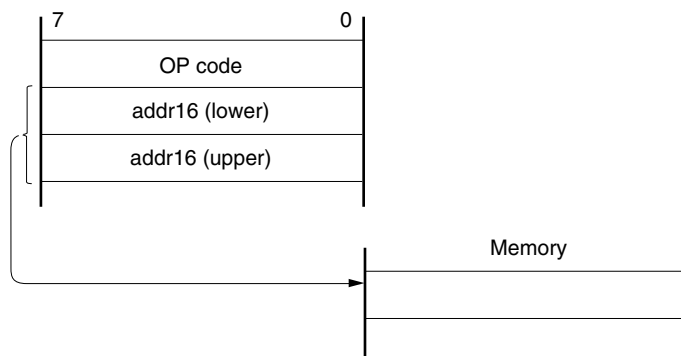 7 0
OP code
addr16 (lower)
addr16 (upper)
Memory